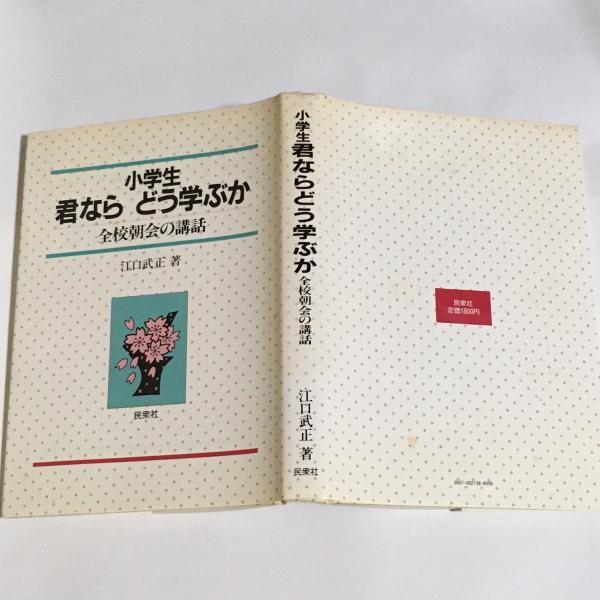 小学生
君なら どう学ぶか
全校朝会の講話
江口武正 著
民衆社
小学生 君ならどう学ぶか 全校朝会の講話 江口武正 著 民衆社
民衆社
定価1800円